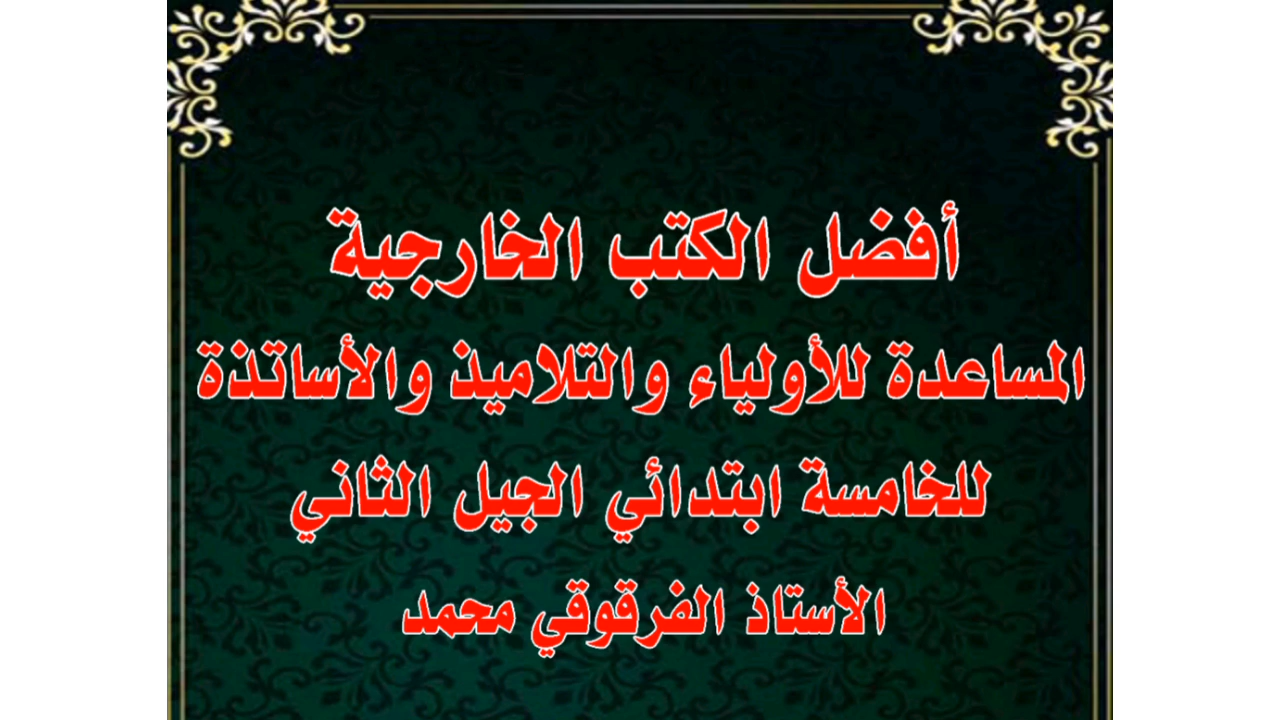 أفضل الكتب الخارجية
المساعدة للأولياء والتلاميذ والأساتذة
للخامسة ابتدائي الجيل الثاني
الأستاذ الفرقوقي محمد